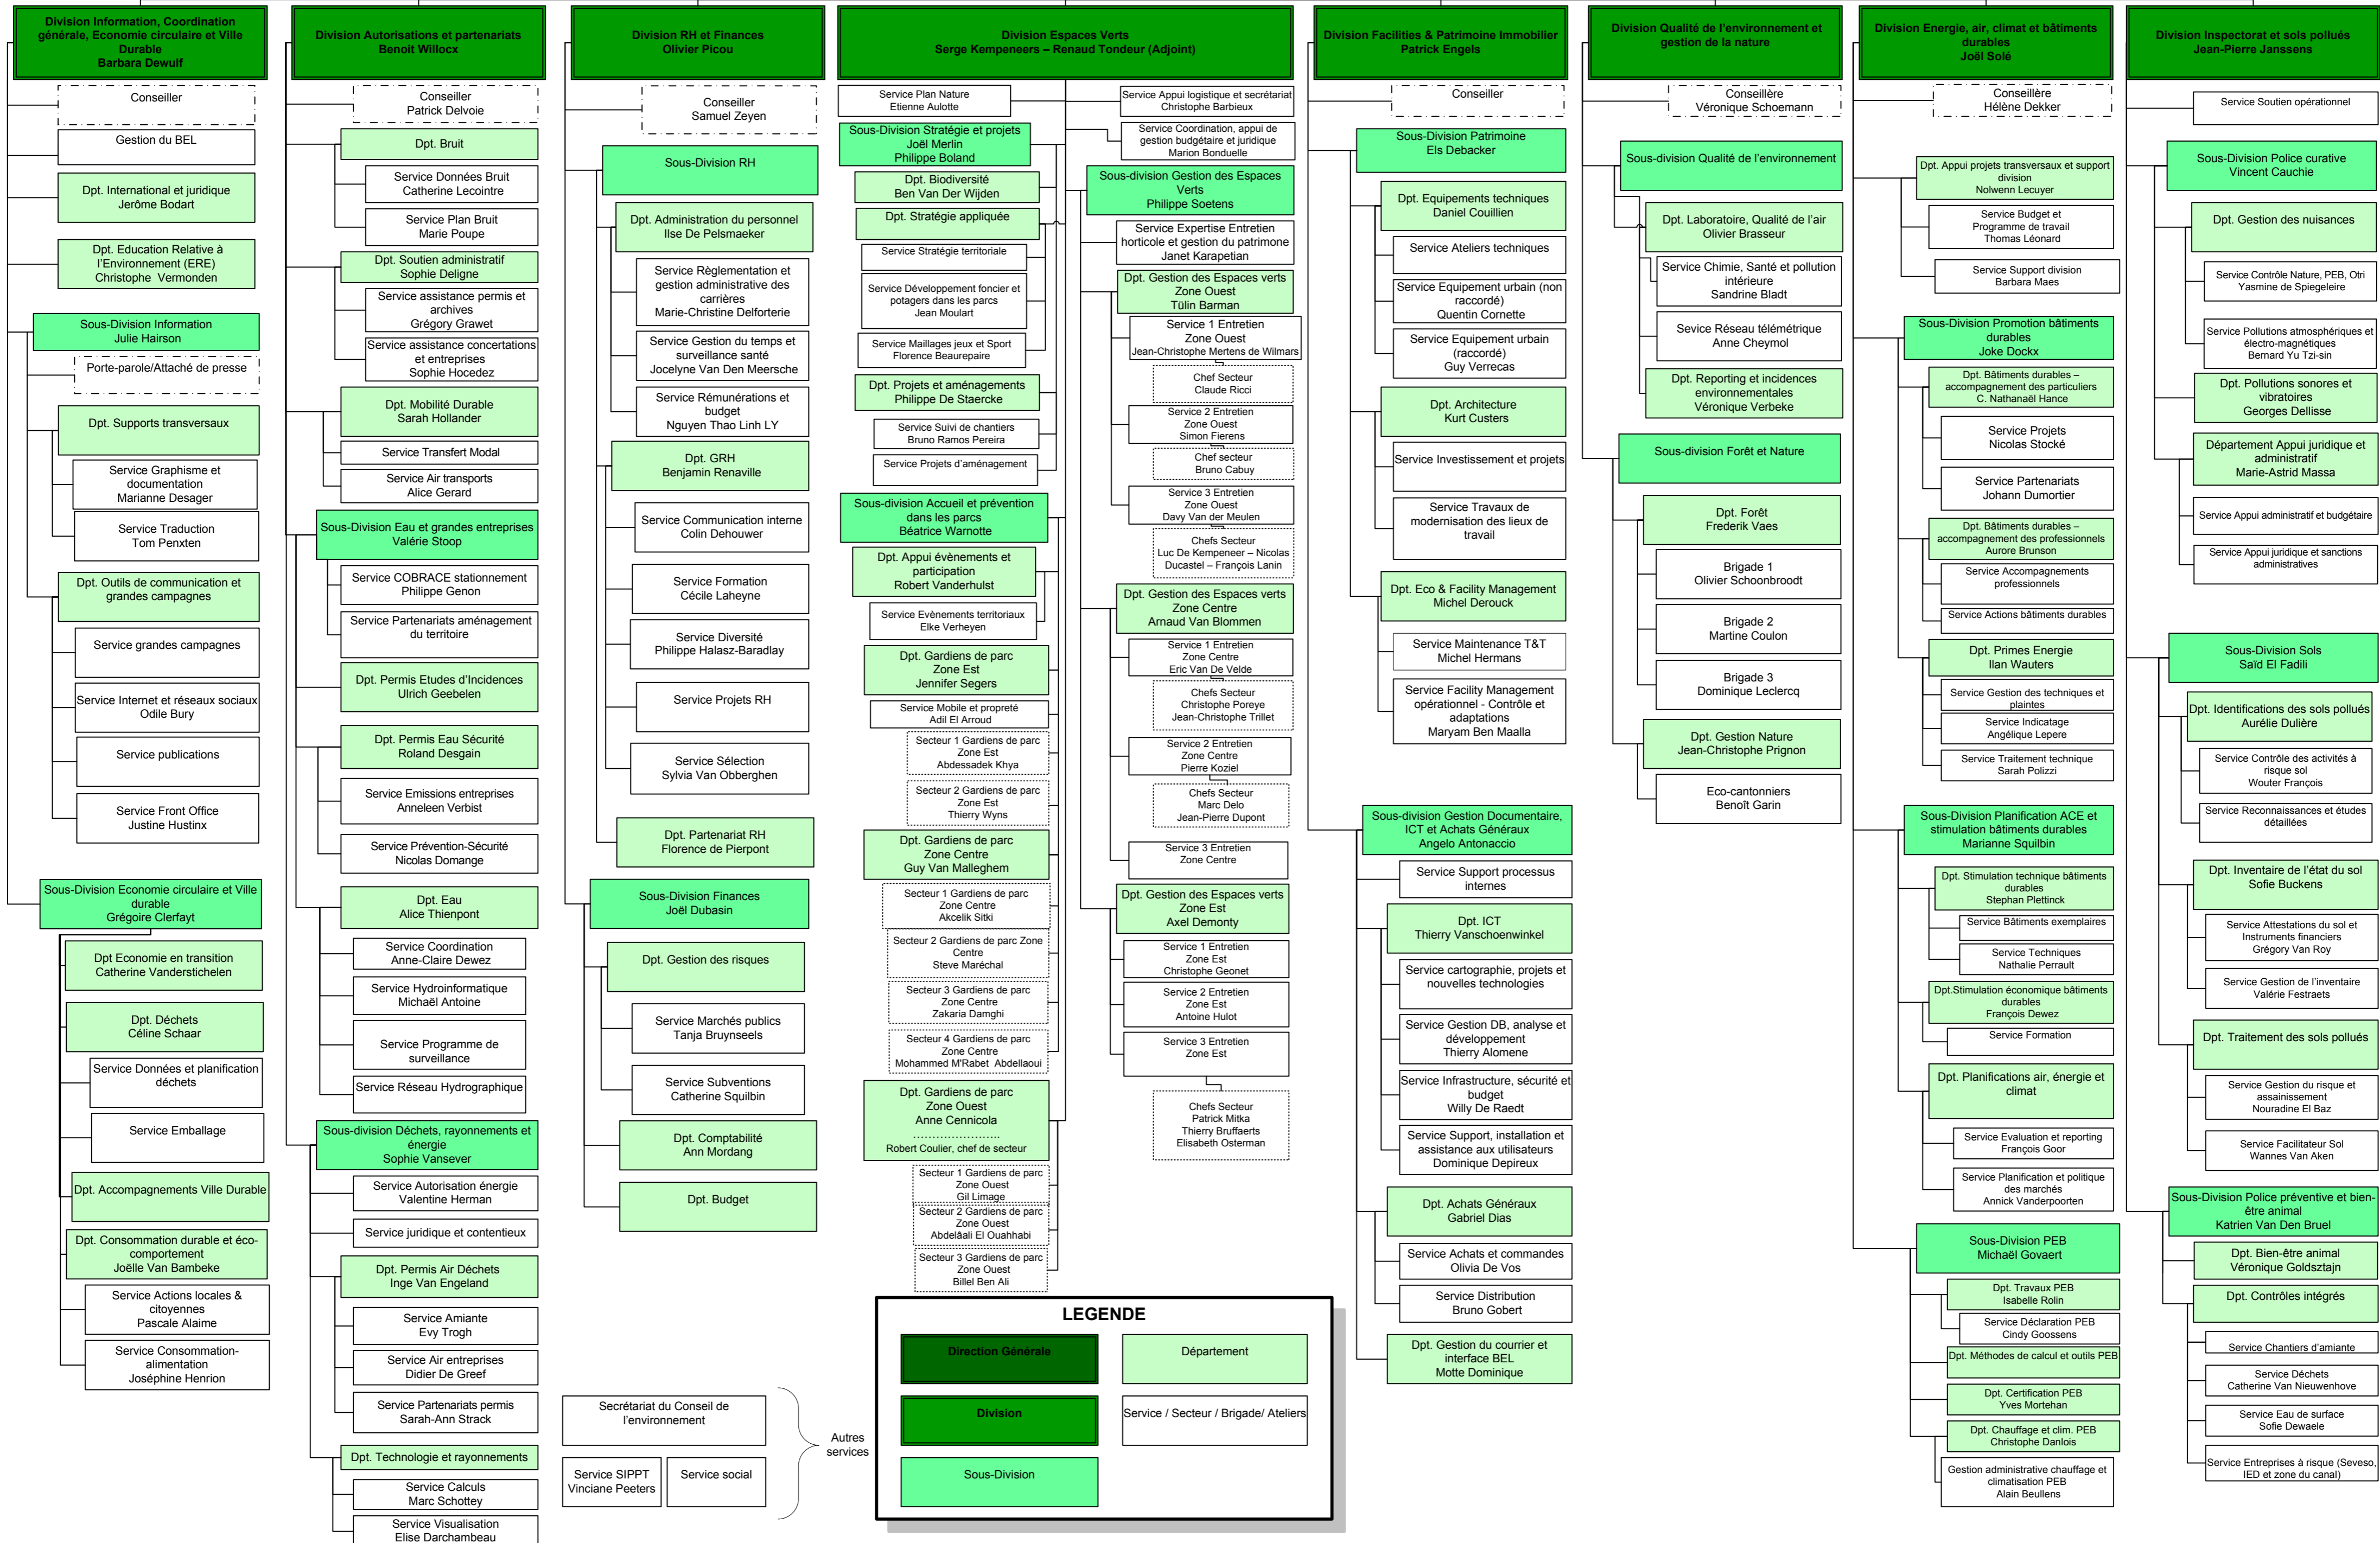 Division Information, Coordination
générale, Economie circulaire et Ville
Durable
Barbara Dewulf
Conseiller
Gestion du BEL
Dpt. International et juridique
Jerôme Bodart
Dpt. Education Relative à
l'Environnement (ERE)
Christophe Vermonden
Sous-Division Information
Julie Hairson
Porte-parole/Attaché de presse
Dpt. Supports transversaux
Service Graphisme et
documentation
Marianne Desager
Service Traduction
Tom Penxten
Dpt. Outils de communication et
grandes campagnes
Service grandes campagnes
Service Internet et réseaux sociaux
Odile Bury
Service publications
Service Front Office
Justine Hustinx
Sous-Division Economie circulaire et Ville
durable
Grégoire Clerfayt
Dpt Economie en transition
Catherine Vanderstichelen
Dpt. Déchets
Céline Schaar
Service Données et planification
déchets
Service Emballage
Dpt. Accompagnements Ville Durable
Dpt. Consommation durable et éco-
comportement
Joëlle Van Bambeke
Service Actions locales &
citoyennes
Pascale Alaime
Service Consommation-
alimentation
Joséphine Henrion
Division Autorisations et partenariats
Benoit Willocx
Conseiller
Patrick Delvoie
Dpt. Bruit
Service Données Bruit
Catherine Lecointre
Service Plan Bruit
Marie Poupe
Dpt. Soutien administratif
Sophie Deligne
Service assistance permis et
archives
Grégory Grawet
Service assistance concertations
et entreprises
Sophie Hocedez
Dpt. Mobilité Durable
Sarah Hollander
Service Transfert Modal
Service Air transports
Alice Gerard
Sous-Division Eau et grandes entreprises
Valérie Stoop
Service COBRACE stationnement
Philippe Genon
Service Partenariats aménagement
du territoire
Dpt. Permis Etudes d'Incidences
Ulrich Geebelen
Dpt. Permis Eau Sécurité
Roland Desgain
Service Emissions entreprises
Anneleen Verbist
Service Prévention-Sécurité
Nicolas Domange
Dpt. Eau
Alice Thienpont
Service Coordination
Anne-Claire Dewez
Service Hydroinformatique
Michaël Antoine
Service Programme de
surveillance
Service Réseau Hydrographique
Sous-division Déchets, rayonnements et
énergie
Sophie Vansever
Service Autorisation énergie
Valentine Herman
Service juridique et contentieux
Dpt. Permis Air Déchets
Inge Van Engeland
Service Amiante
Evy Trogh
Service Air entreprises
Didier De Greef
Service Partenariats permis
Sarah-Ann Strack
Dpt. Technologie et rayonnements
Service Calculs
Marc Schottey
Service Visualisation
Elise Darchambeau
Division RH et Finances
Olivier Picou
Conseiller
Samuel Zeyen
Sous-Division RH
Dpt. Administration du personnel
Ilse De Pelsmaeker
Service Règlementation et
gestion administrative des
carrières
Marie-Christine Delforterie
Service Gestion du temps et
surveillance santé
Jocelyne Van Den Meersche
Service Rémunérations et
budget
Nguyen Thao Linh LY
Dpt. GRH
Benjamin Renaville
Service Communication interne
Colin Dehouwer
Service Formation
Cécile Laheyne
Service Diversité
Philippe Halasz-Baradlay
Service Projets RH
Service Sélection
Sylvia Van Obberghen
Dpt. Partenariat RH
Florence de Pierpont
Sous-Division Finances
Joël Dubasin
Dpt. Gestion des risques
Service Marchés publics
Tanja Bruynseels
Service Subventions
Catherine Squilbin
Dpt. Comptabilité
Ann Mordang
Dpt. Budget
Secrétariat du Conseil de
l'environnement
Service SIPPT
Vinciane Peeters
Service social
Autres
services
Division Espaces Verts
Serge Kempeneers – Renaud Tondeur (Adjoint)
Service Plan Nature
Etienne Aulotte
Sous-Division Stratégie et projets
Joël Merlin
Philippe Boland
Dpt. Biodiversité
Ben Van Der Wijden
Dpt. Stratégie appliquée
Service Stratégie territoriale
Service Développement foncier et
potagers dans les parcs
Jean Moulart
Service Maillages jeux et Sport
Florence Beaurepaire
Dpt. Projets et aménagements
Philippe De Staercke
Service Suivi de chantiers
Bruno Ramos Pereira
Service Projets d'aménagement
Sous-division Accueil et prévention
dans les parcs
Béatrice Warnotte
Dpt. Appui évènements et
participation
Robert Vanderhulst
Service Evènements territoriaux
Elke Verheyen
Dpt. Gardiens de parc
Zone Est
Jennifer Segers
Service Mobile et propreté
Adil El Arroud
Secteur 1 Gardiens de parc
Zone Est
Abdessadek Khya
Secteur 2 Gardiens de parc
Zone Est
Thierry Wyns
Dpt. Gardiens de parc
Zone Centre
Guy Van Malleghem
Secteur 1 Gardiens de parc
Zone Centre
Akcelik Sitki
Secteur 2 Gardiens de parc Zone
Centre
Steve Maréchal
Secteur 3 Gardiens de parc
Zone Centre
Zakaria Damghi
Secteur 4 Gardiens de parc
Zone Centre
Mohammed M'Rabet Abdellaoui
Dpt. Gardiens de parc
Zone Ouest
Anne Cennicola
........................
Robert Coulier, chef de secteur
Secteur 1 Gardiens de parc
Zone Ouest
Gil Limage
Secteur 2 Gardiens de parc
Zone Ouest
Abdelâali El Ouahhabi
Secteur 3 Gardiens de parc
Zone Ouest
Billel Ben Ali
Service Appui logistique et secrétariat
Christophe Barbieux
Service Coordination, appui de
gestion budgétaire et juridique
Marion Bonduelle
Sous-division Gestion des Espaces
Verts
Philippe Soetens
Service Expertise Entretien
horticole et gestion du patrimone
Janet Karapetian
Dpt. Gestion des Espaces verts
Zone Ouest
Tülin Barman
Service 1 Entretien
Zone Ouest
Jean-Christophe Mertens de Wilmars
Chef Secteur
Claude Ricci
Service 2 Entretien
Zone Ouest
Simon Fierens
Chef secteur
Bruno Cabuy
Service 3 Entretien
Zone Ouest
Davy Van der Meulen
Chefs Secteur
Luc De Kempeneer – Nicolas
Ducastel – François Lanin
Dpt. Gestion des Espaces verts
Zone Centre
Arnaud Van Blommen
Service 1 Entretien
Zone Centre
Eric Van De Velde
Chefs Secteur
Christophe Poreye
Jean-Christophe Trillet
Service 2 Entretien
Zone Centre
Pierre Koziel
Chefs Secteur
Marc Delo
Jean-Pierre Dupont
Service 3 Entretien
Zone Centre
Dpt. Gestion des Espaces verts
Zone Est
Axel Demonty
Service 1 Entretien
Zone Est
Christophe Geonet
Service 2 Entretien
Zone Est
Antoine Hulot
Service 3 Entretien
Zone Est
Chefs Secteur
Patrick Mitka
Thierry Bruffaerts
Elisabeth Osterman
LEGENDE
Direction Générale
Département
Division
Service / Secteur / Brigade/ Ateliers
Sous-Division
Division Facilities & Patrimoine Immobilier
Patrick Engels
Conseiller
Sous-Division Patrimoine
Els Debacker
Dpt. Equipements techniques
Daniel Couillien
Service Ateliers techniques
Service Equipement urbain (non
raccordé)
Quentin Cornette
Service Equipement urbain
(raccordé)
Guy Verrecas
Dpt. Architecture
Kurt Custers
Service Investissement et projets
Service Travaux de
modernisation des lieux de
travail
Dpt. Eco & Facility Management
Michel Derouck
Service Maintenance T&T
Michel Hermans
Service Facility Management
opérationnel - Contrôle et
adaptations
Maryam Ben Maalla
Sous-division Gestion Documentaire,
ICT et Achats Généraux
Angelo Antonaccio
Service Support processus
internes
Dpt. ICT
Thierry Vanschoenwinkel
Service cartographie, projets et
nouvelles technologies
Service Gestion DB, analyse et
développement
Thierry Alomene
Service Infrastructure, sécurité et
budget
Willy De Raedt
Service Support, installation et
assistance aux utilisateurs
Dominique Depireux
Dpt. Achats Généraux
Gabriel Dias
Service Achats et commandes
Olivia De Vos
Service Distribution
Bruno Gobert
Dpt. Gestion du courrier et
interface BEL
Motte Dominique
Division Qualité de l'environnement et
gestion de la nature
Conseillère
Véronique Schoemann
Sous-division Qualité de l'environnement
Dpt. Laboratoire, Qualité de l'air
Olivier Brasseur
Service Chimie, Santé et pollution
intérieure
Sandrine Bladt
Sevice Réseau télémétrique
Anne Cheymol
Dpt. Reporting et incidences
environnementales
Véronique Verbeke
Sous-division Forêt et Nature
Dpt. Forêt
Frederik Vaes
Brigade 1
Olivier Schoonbroodt
Brigade 2
Martine Coulon
Brigade 3
Dominique Leclercq
Dpt. Gestion Nature
Jean-Christophe Prignon
Eco-cantonniers
Benoît Garin
Division Energie, air, climat et bâtiments
durables
Joël Solé
Conseillère
Hélène Dekker
Dpt. Appui projets transversaux et support
division
Nolwenn Lecuyer
Service Budget et
Programme de travail
Thomas Léonard
Service Support division
Barbara Maes
Sous-Division Promotion bâtiments
durables
Joke Dockx
Dpt. Bâtiments durables –
accompagnement des particuliers
C. Nathanaël Hance
Service Projets
Nicolas Stocké
Service Partenariats
Johann Dumortier
Dpt. Bâtiments durables –
accompagnement des professionnels
Aurore Brunson
Service Accompagnements
professionnels
Service Actions bâtiments durables
Dpt. Primes Energie
Ilan Wauters
Service Gestion des techniques et
plaintes
Service Indicatage
Angélique Lepere
Service Traitement technique
Sarah Polizzi
Sous-Division Planification ACE et
stimulation bâtiments durables
Marianne Squilbin
Dpt. Stimulation technique bâtiments
durables
Stephan Plettinck
Service Bâtiments exemplaires
Service Techniques
Nathalie Perrault
Dpt.Stimulation économique bâtiments
durables
François Dewez
Service Formation
Dpt. Planifications air, énergie et
climat
Service Evaluation et reporting
François Goor
Service Planification et politique
des marchés
Annick Vanderpoorten
Sous-Division PEB
Michaël Govaert
Dpt. Travaux PEB
Isabelle Rolin
Service Déclaration PEB
Cindy Goossens
Dpt. Méthodes de calcul et outils PEB
Dpt. Certification PEB
Yves Mortehan
Dpt. Chauffage et clim. PEB
Christophe Danlois
Gestion administrative chauffage et
climatisation PEB
Alain Beullens
Division Inspectorat et sols pollués
Jean-Pierre Janssens
Service Soutien opérationnel
Sous-Division Police curative
Vincent Cauchie
Dpt. Gestion des nuisances
Service Contrôle Nature, PEB, Otri
Yasmine de Spiegeleire
Service Pollutions atmosphériques et
électro-magnétiques
Bernard Yu Tzi-sin
Dpt. Pollutions sonores et
vibratoires
Georges Dellisse
Département Appui juridique et
administratif
Marie-Astrid Massa
Service Appui administratif et budgétaire
Service Appui juridique et sanctions
administratives
Sous-Division Sols
Saïd El Fadili
Dpt. Identifications des sols pollués
Aurélie Dulière
Service Contrôle des activités à
risque sol
Wouter François
Service Reconnaissances et études
détaillées
Dpt. Inventaire de l'état du sol
Sofie Buckens
Service Attestations du sol et
Instruments financiers
Grégory Van Roy
Service Gestion de l'inventaire
Valérie Festraets
Dpt. Traitement des sols pollués
Service Gestion du risque et
assainissement
Nouradine El Baz
Service Facilitateur Sol
Wannes Van Aken
Sous-Division Police préventive et bien-
être animal
Katrien Van Den Bruel
Dpt. Bien-être animal
Véronique Goldsztajn
Dpt. Contrôles intégrés
Service Chantiers d'amiante
Service Déchets
Catherine Van Nieuwenhove
Service Eau de surface
Sofie Dewaele
Service Entreprises à risque (Seveso,
IED et zone du canal)